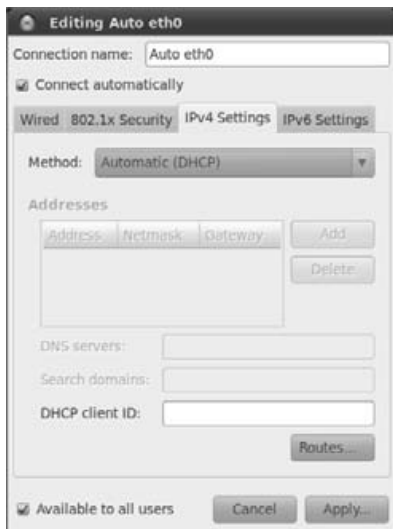 Editing Auto eth0
Connection name: Auto eth0
Connect automatically
Wired 802.1x Security IPv4 Settings IPv6 Settings
Method: Automatic (DHCP)
Addresses
Address Netmask Gateway Add
Delete
DNS servers:
Search domains:
DHCP client ID:
Routes...
Available to all users Cancel Apply...